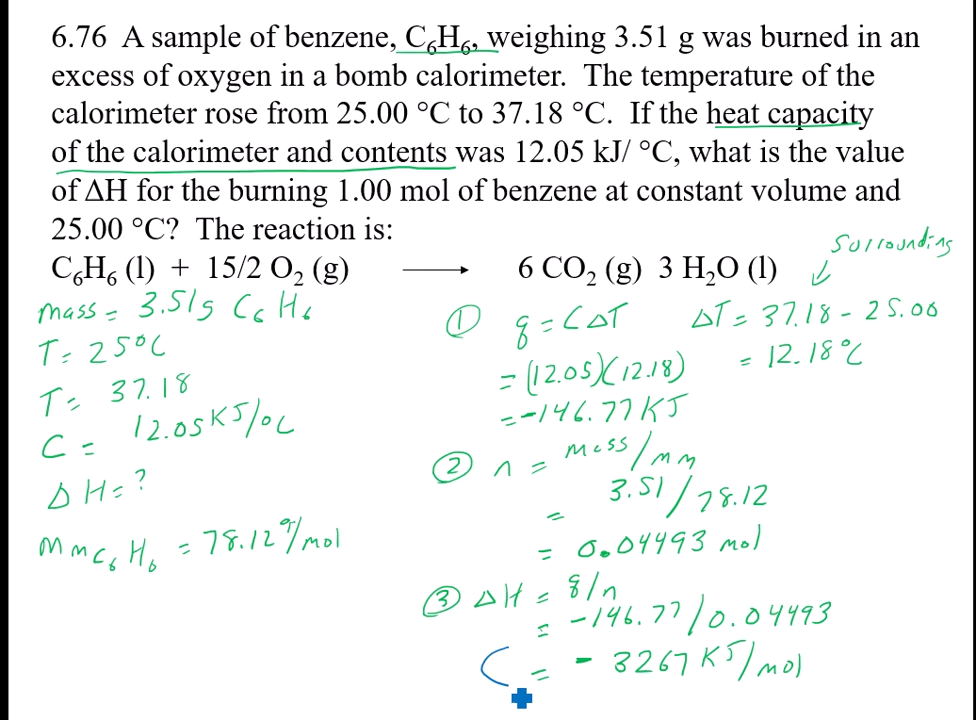 6.76 A sample of benzene, C₆H₆, weighing 3.51 g was burned in an
excess of oxygen in a bomb calorimeter. The temperature of the
calorimeter rose from 25.00 °C to 37.18 °C. If the heat capacity
of the calorimeter and contents was 12.05 kJ/ °C, what is the value
of ΔH for the burning 1.00 mol of benzene at constant volume and
25.00 °C? The reaction is:
Surrounding
C₆H₆ (l) + 15/2 O₂ (g) → 6 CO₂ (g) 3 H₂O (l)
mass = 3.51g C₆H₆
T = 25°C
T = 37.18
C = 12.05 KJ/°C
ΔH = ?
Mm C₆H₆ = 78.12 g/mol
① q = CΔT
= (12.05)(12.18)
= -146.77 KJ
ΔT = 37.18 - 25.00
= 12.18°C
② n = mass/mm
= 3.51/78.12
= 0.04493 mol
③ ΔH = q/n
= -146.77/0.04493
= - 3267 KJ/mol